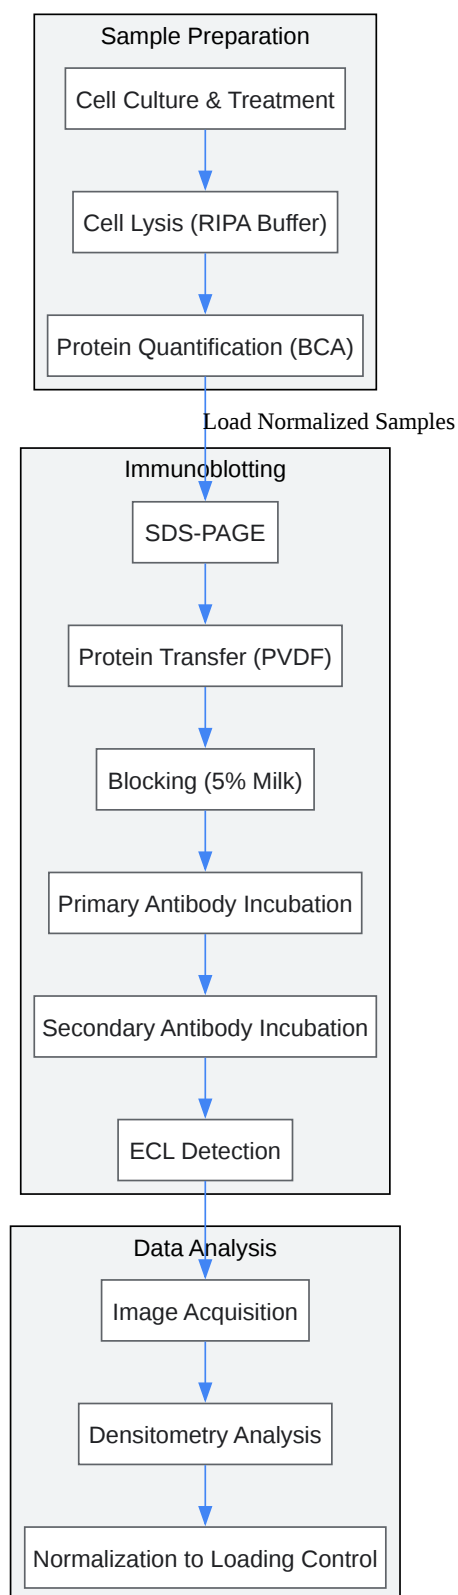 Sample Preparation
Cell Culture & Treatment
Cell Lysis (RIPA Buffer)
Protein Quantification (BCA)
Load Normalized Samples
Immunoblotting
SDS-PAGE
Protein Transfer (PVDF)
Blocking (5% Milk)
Primary Antibody Incubation
Secondary Antibody Incubation
ECL Detection
Data Analysis
Image Acquisition
Densitometry Analysis
Normalization to Loading Control